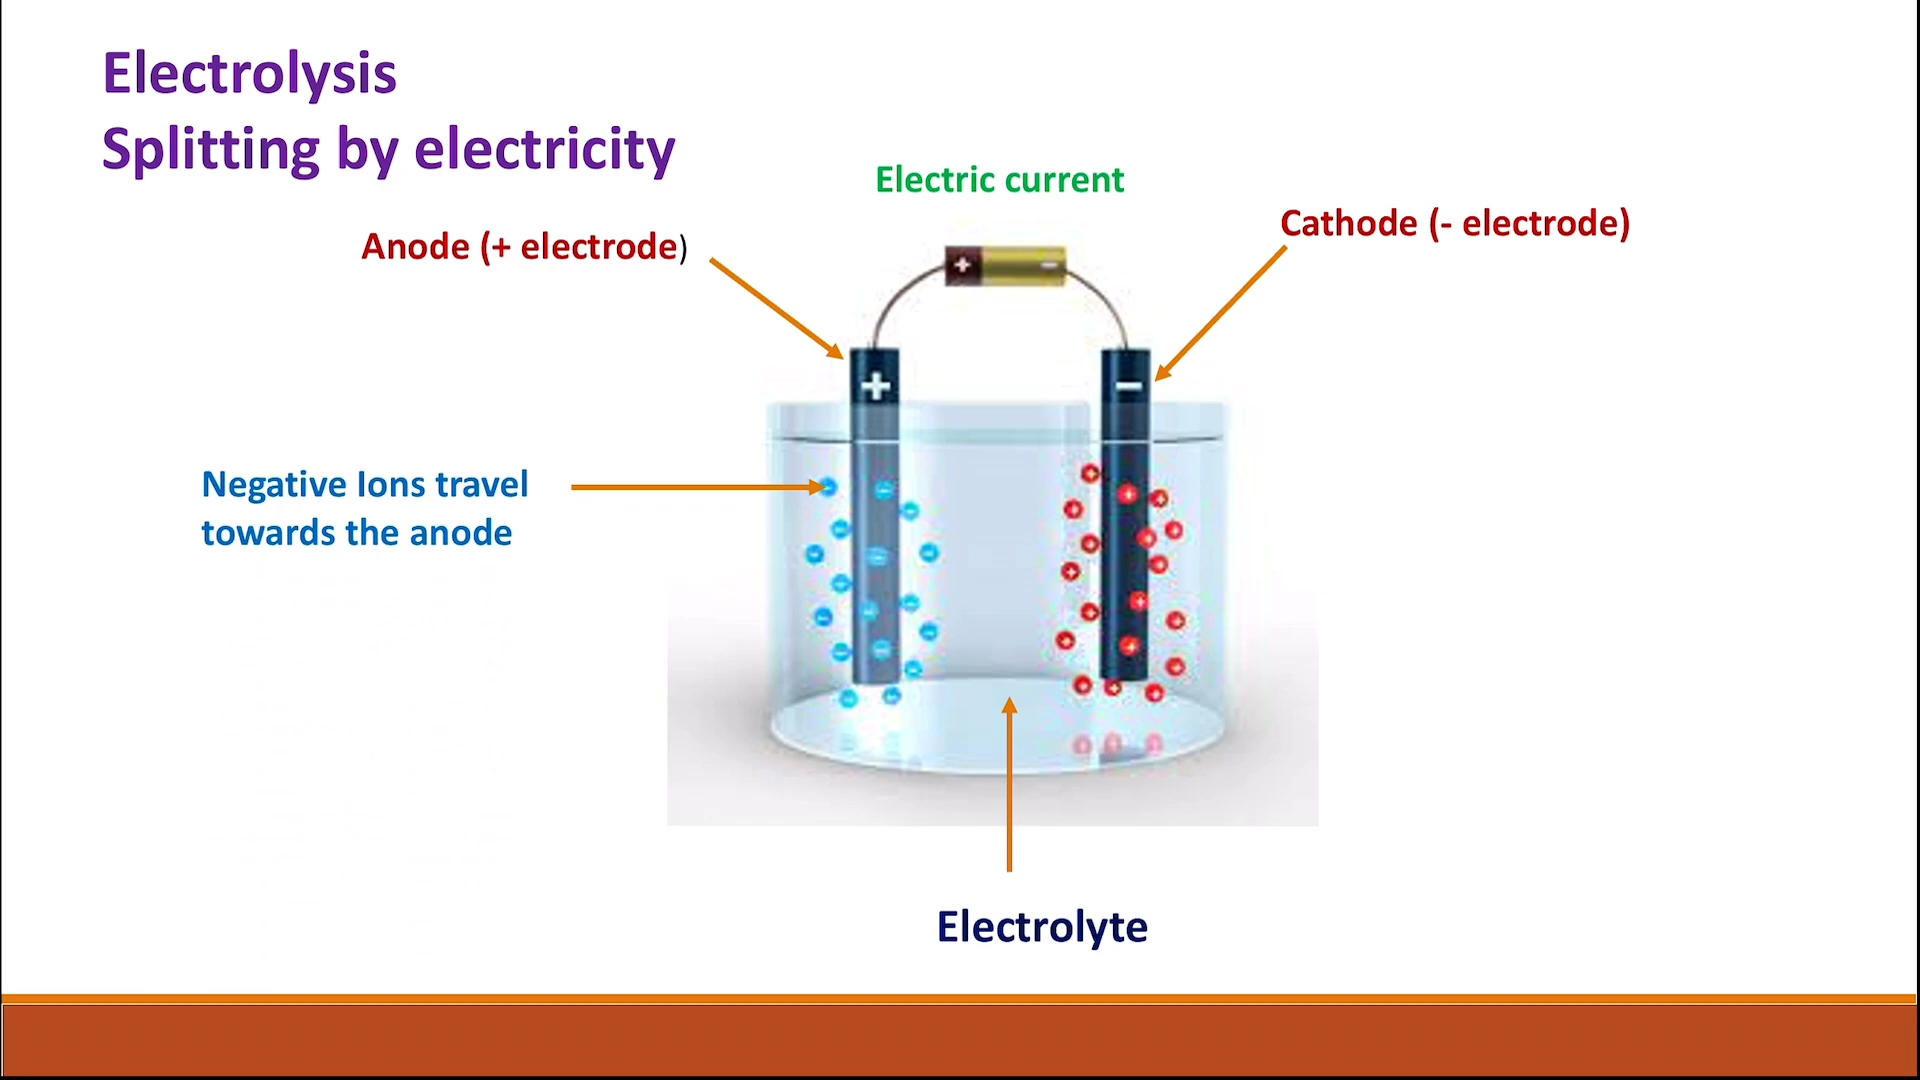 Electrolysis
Splitting by electricity
Electric current
Anode (+ electrode)
Cathode (- electrode)
+ -
+
-
Negative Ions travel
towards the anode
Electrolyte